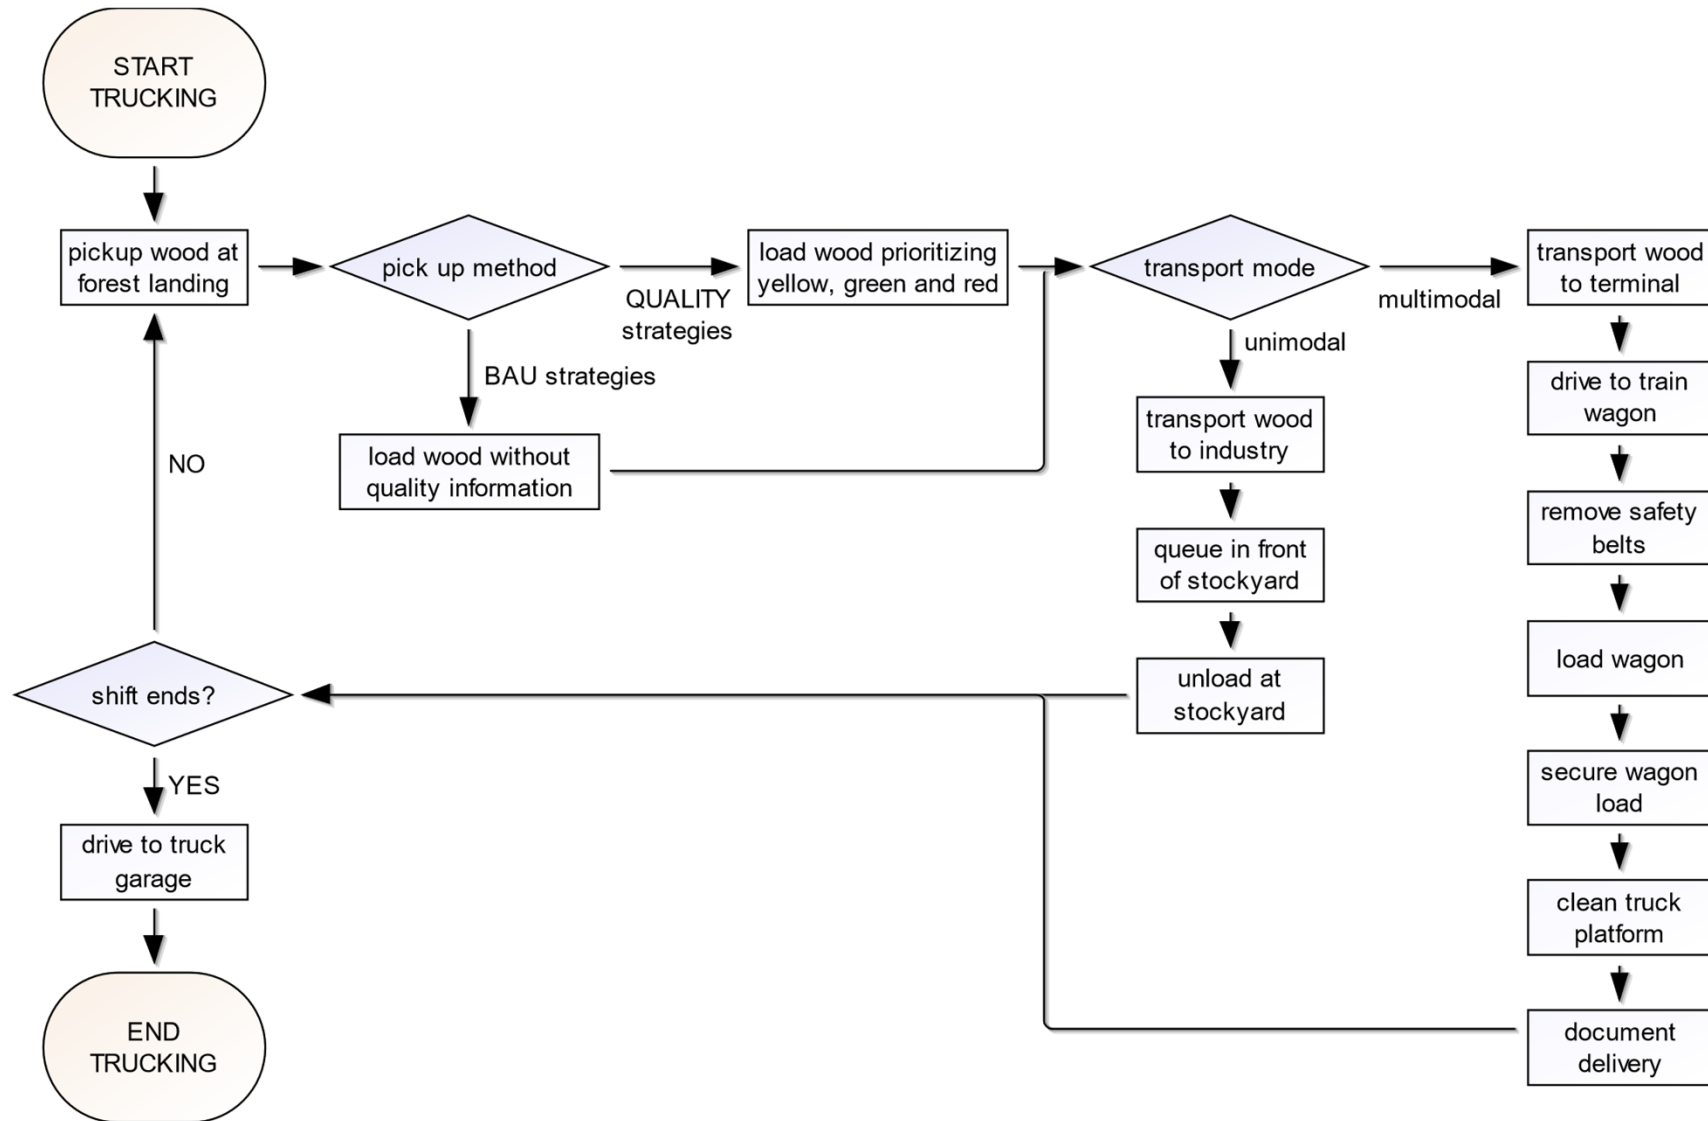 START
TRUCKING
pickup wood at
forest landing
pick up method
QUALITY
strategies
BAU strategies
load wood prioritizing
yellow, green and red
load wood without
quality information
transport mode
multimodal
unimodal
transport wood
to industry
queue in front
of stockyard
unload at
stockyard
transport wood
to terminal
drive to train
wagon
remove safety
belts
load wagon
secure wagon
load
clean truck
platform
document
delivery
NO
shift ends?
YES
drive to truck
garage
END
TRUCKING